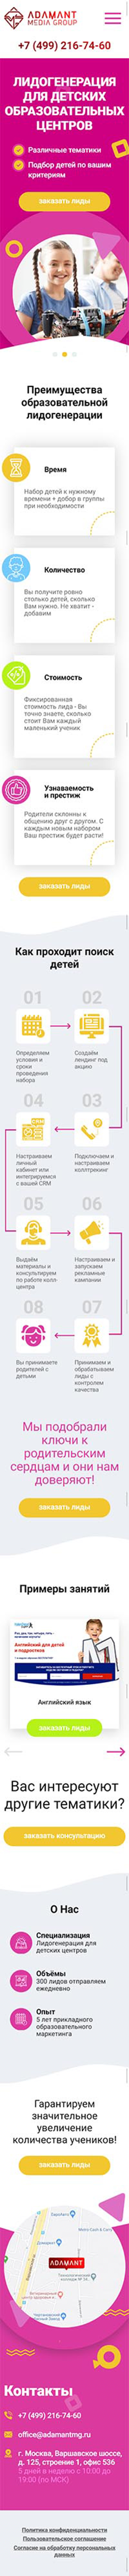 ADAMANT
MEDIA GROUP
+7 (499) 216-74-60
ЛИДОГЕНЕРАЦИЯ
ДЛЯ ДЕТСКИХ
ОБРАЗОВАТЕЛЬНЫХ
ЦЕНТРОВ
Различные тематики
Подбор детей по вашим
критериям
заказать лиды
Преимущества
образовательной
лидогенерации
Время
Набор детей к нужному
времени + добор в группы
при необходимости
Количество
Вы получите ровно
столько детей, сколько
Вам нужно. Не хватит -
добавим
Стоимость
Фиксированная
стоимость лида - Вы
точно знаете, сколько
стоит Вам каждый
маленький ученик
Узнаваемость
и престиж
Родители склонны к
общению друг с другом. С
каждым новым набором
Ваш престиж будет расти!
заказать лиды
Как проходит поиск
детей
01
Определяем
условия и
сроки
проведения
набора
02
Создаём
лендинг под
акцию
04
Настраиваем
личный
кабинет или
интегрируемся
с вашей CRM
03
Подключаем и
настраиваем
коллтрекинг
05
Выдаём
материалы и
консультируем
по работе колл-
центра
06
Настраиваем и
запускаем
рекламные
кампании
08
Вы принимаете
родителей с
детьми
07
Принимаем и
обрабатываем
лиды с
контролем
качества
Мы подобрали
ключи к
родительским
сердцам и они нам
доверяют!
заказать лиды
Примеры занятий
Английский для детей
и подростков
Английский язык
заказать лиды
Вас интересуют
другие тематики?
заказать консультацию
О Нас
Специализация
Лидогенерация для
детских центров
Объёмы
300 лидов отправляем
ежедневно
Опыт
5 лет прикладного
образовательного
маркетинга
Гарантируем
значительное
увеличение
количества учеников!
заказать лиды
Metro Cash & Carry
ADAMANT
Контакты
+7 (499) 216-74-60
office@adamantmg.ru
г. Москва, Варшавское шоссе,
д. 125, строение 1, офис 536
5 дней в неделю с 10:00 до
19:00 (по МСК)
Политика конфиденциальности
Пользовательское соглашение
Согласие на обработку персональных
данных